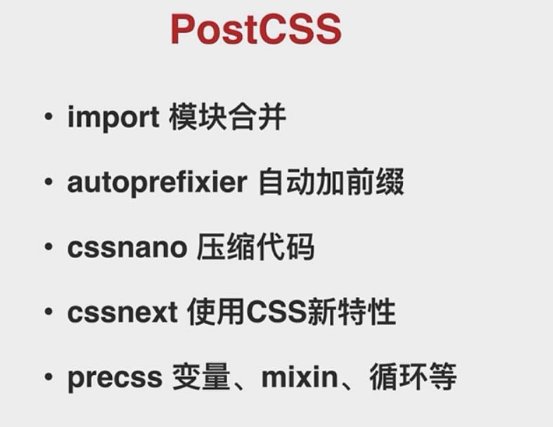 PostCSS
• import 模块合并
• autoprefixier 自动加前缀
• cssnano 压缩代码
• cssnext 使用CSS新特性
• precss 变量、mixin、循环等